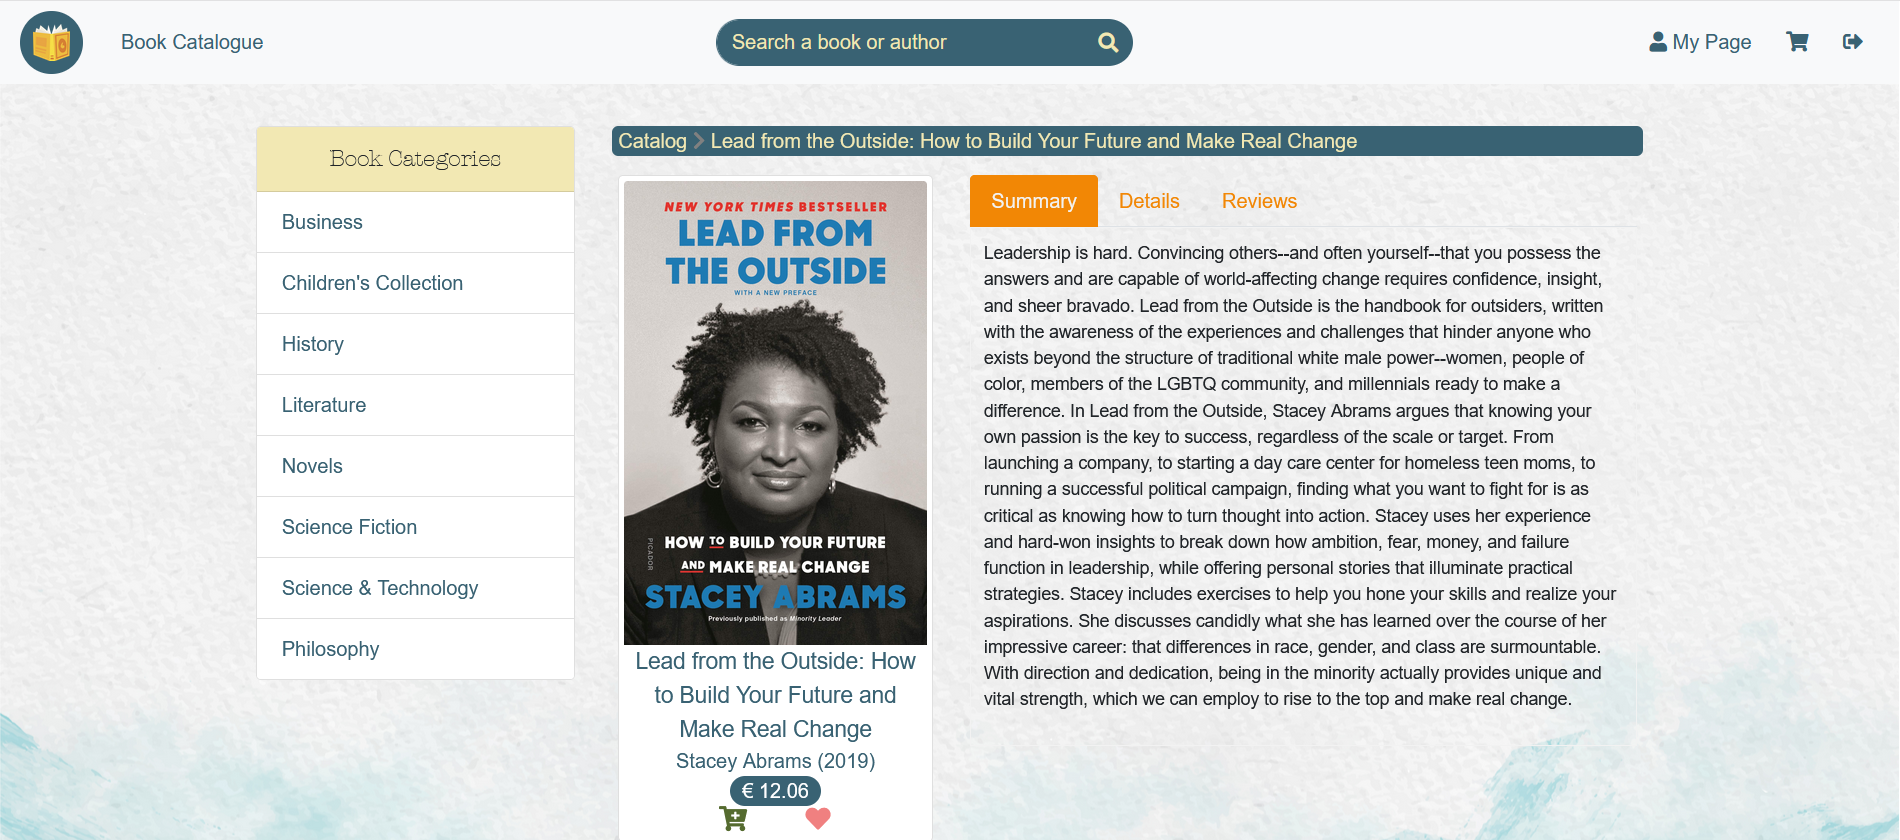 Book Catalogue
Search a book or author
My Page
Book Categories
Business
Children's Collection
History
Literature
Novels
Science Fiction
Science & Technology
Philosophy
Catalog > Lead from the Outside: How to Build Your Future and Make Real Change
NEW YORK TIMES BESTSELLER
LEAD FROM
THE OUTSIDE
WITH A NEW PREFACE
PICADOR
HOW TO BUILD YOUR FUTURE
AND MAKE REAL CHANGE
STACEY ABRAMS
Previously published as Minority Leader
Lead from the Outside: How
to Build Your Future and
Make Real Change
Stacey Abrams (2019)
€ 12.06
Summary Details Reviews
Leadership is hard. Convincing others--and often yourself--that you possess the
answers and are capable of world-affecting change requires confidence, insight,
and sheer bravado. Lead from the Outside is the handbook for outsiders, written
with the awareness of the experiences and challenges that hinder anyone who
exists beyond the structure of traditional white male power--women, people of
color, members of the LGBTQ community, and millennials ready to make a
difference. In Lead from the Outside, Stacey Abrams argues that knowing your
own passion is the key to success, regardless of the scale or target. From
launching a company, to starting a day care center for homeless teen moms, to
running a successful political campaign, finding what you want to fight for is as
critical as knowing how to turn thought into action. Stacey uses her experience
and hard-won insights to break down how ambition, fear, money, and failure
function in leadership, while offering personal stories that illuminate practical
strategies. Stacey includes exercises to help you hone your skills and realize your
aspirations. She discusses candidly what she has learned over the course of her
impressive career: that differences in race, gender, and class are surmountable.
With direction and dedication, being in the minority actually provides unique and
vital strength, which we can employ to rise to the top and make real change.